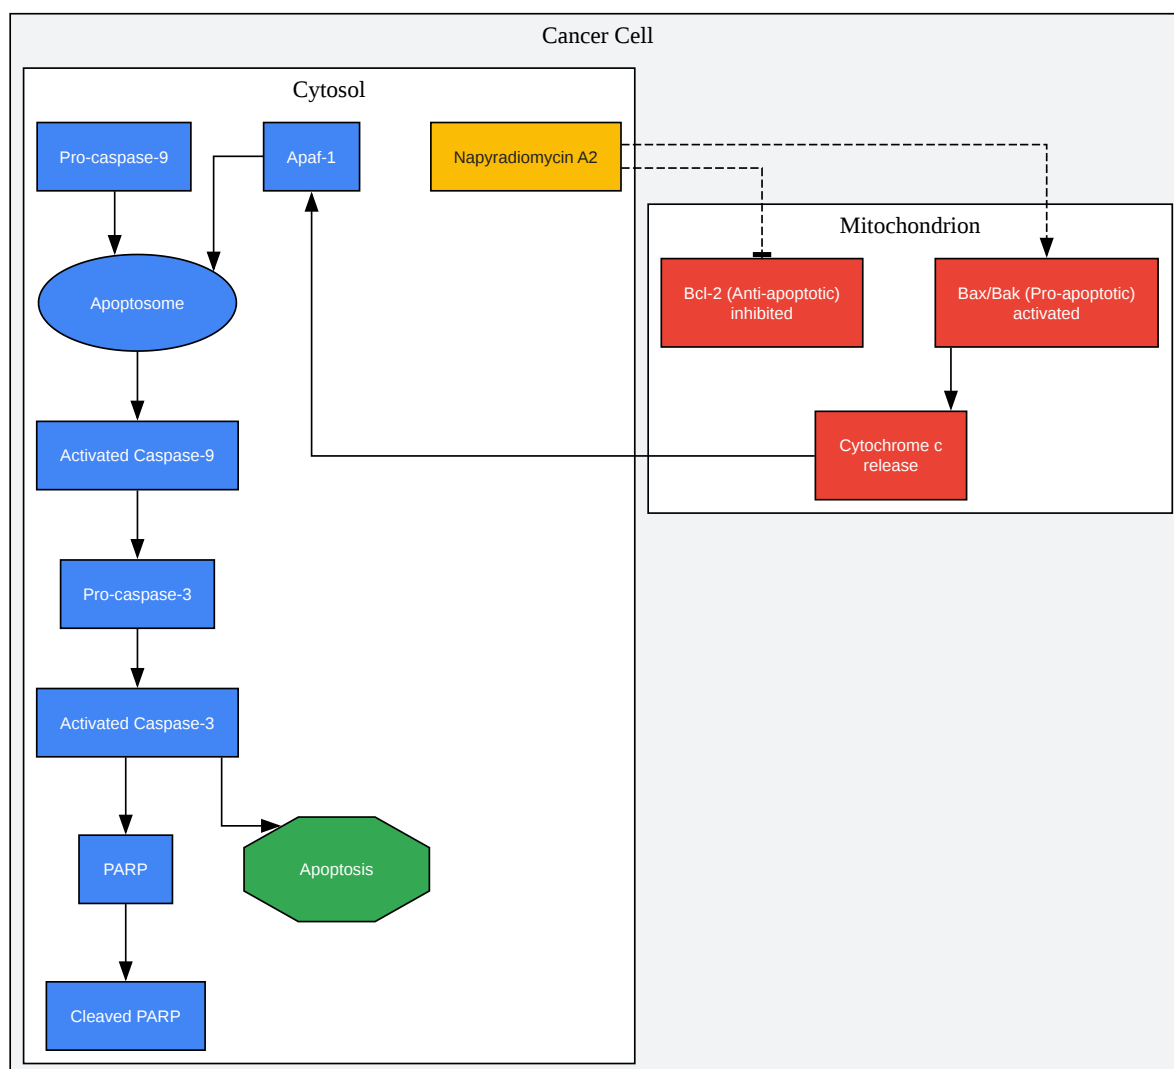 Cancer Cell
Cytosol
Pro-caspase-9
Apaf-1
Napyradiomycin A2
Mitochondrion
Bcl-2 (Anti-apoptotic)
inhibited
Bax/Bak (Pro-apoptotic)
activated
Apoptosome
Cytochrome c
release
Activated Caspase-9
Pro-caspase-3
Activated Caspase-3
PARP
Apoptosis
Cleaved PARP